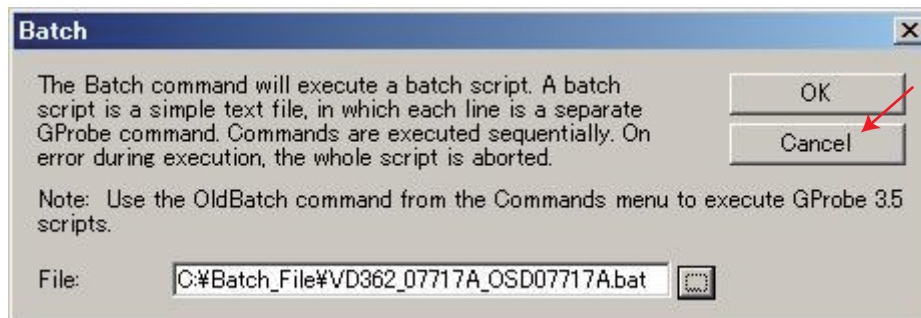 Batch
The Batch command will execute a batch script. A batch
script is a simple text file, in which each line is a separate
GProbe command. Commands are executed sequentially. On
error during execution, the whole script is aborted.
OK
Cancel
Note: Use the OldBatch command from the Commands menu to execute GProbe 3.5
scripts.
File:
C:¥Batch_File¥VD362_07717A_OSD07717A.bat
...